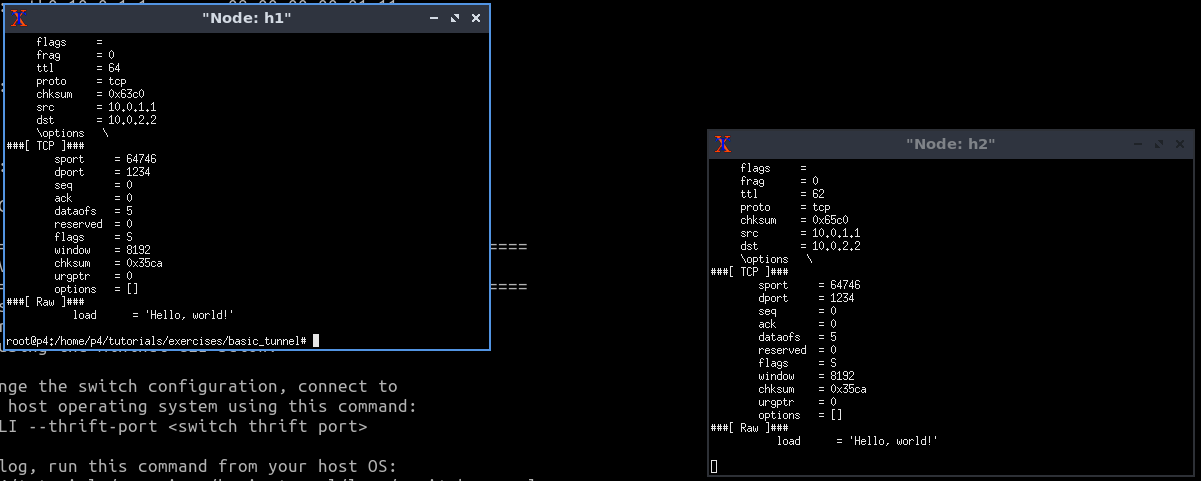 "Node: h1"
flags =
frag = 0
ttl = 64
proto = tcp
chksum = 0x63c0
src = 10.0.1.1
dst = 10.0.2.2
\options \
###[ TCP ]###
sport = 64746
dport = 1234
seq = 0
ack = 0
dataofs = 5
reserved = 0
flags = S
window = 8192
chksum = 0x35ca
urgptr = 0
options = []
###[ Raw ]###
load = 'Hello, world!'
root@p4:/home/p4/tutorials/exercises/basic_tunnel#
"Node: h2"
flags =
frag = 0
ttl = 62
proto = tcp
chksum = 0x65c0
src = 10.0.1.1
dst = 10.0.2.2
\options \
###[ TCP ]###
sport = 64746
dport = 1234
seq = 0
ack = 0
dataofs = 5
reserved = 0
flags = S
window = 8192
chksum = 0x35ca
urgptr = 0
options = []
###[ Raw ]###
load = 'Hello, world!'
====
====
nge the switch configuration, connect to
host operating system using this command:
LI --thrift-port <switch thrift port>
log, run this command from your host OS: